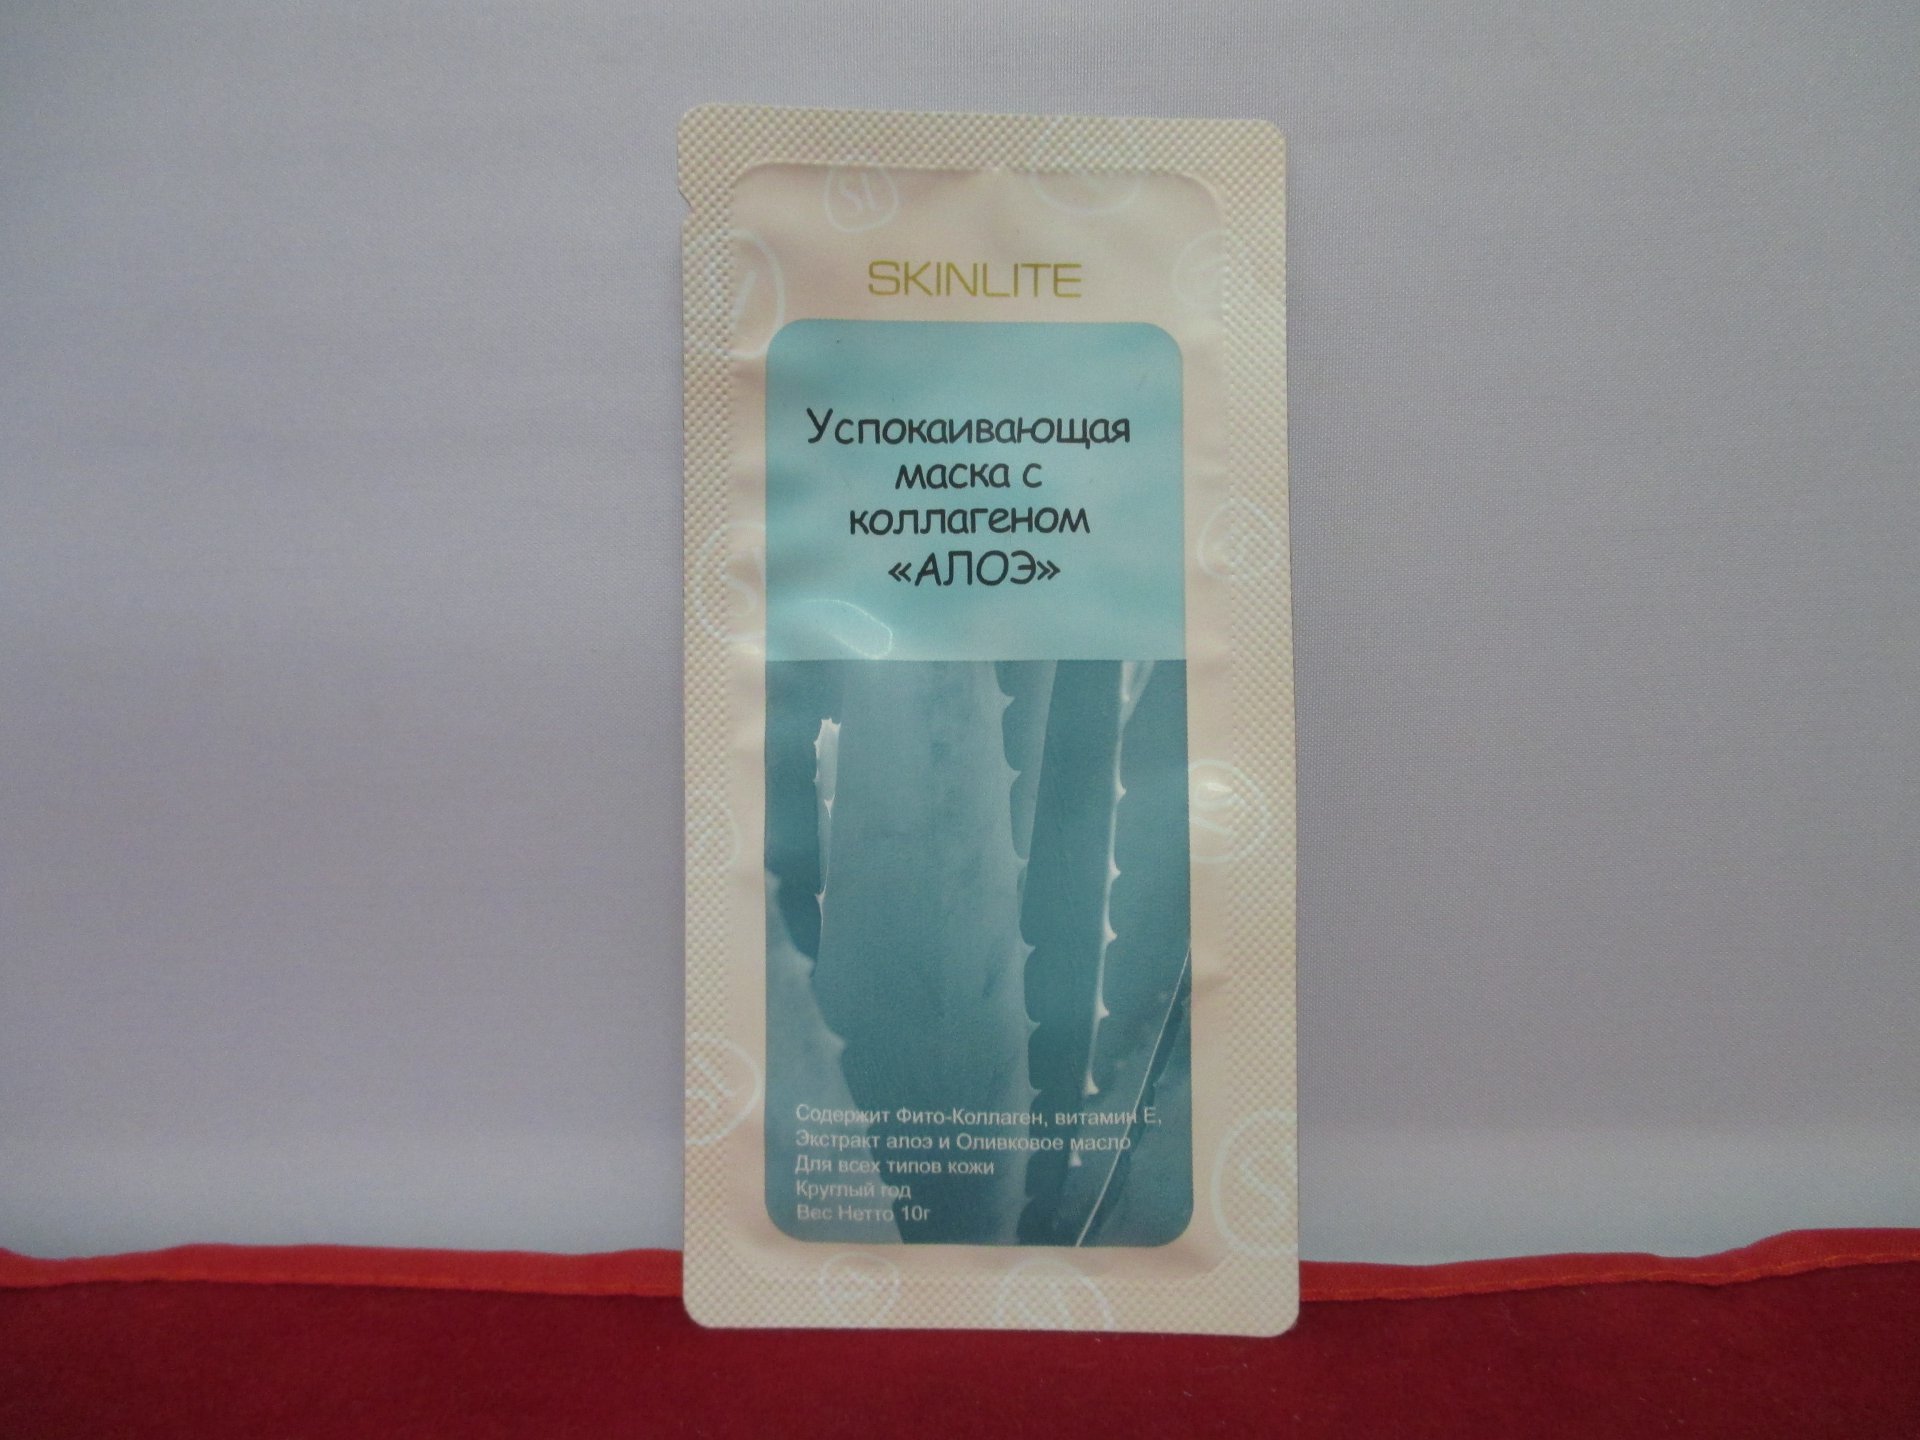 SKINLITE
Успокаивающая
маска с
коллагеном
«АЛОЭ»
Содержит Фито-Коллаген, витамин Е,
Экстракт алоэ и Оливковое масло
Для всех типов кожи
Круглый год
Вес Нетто 10г